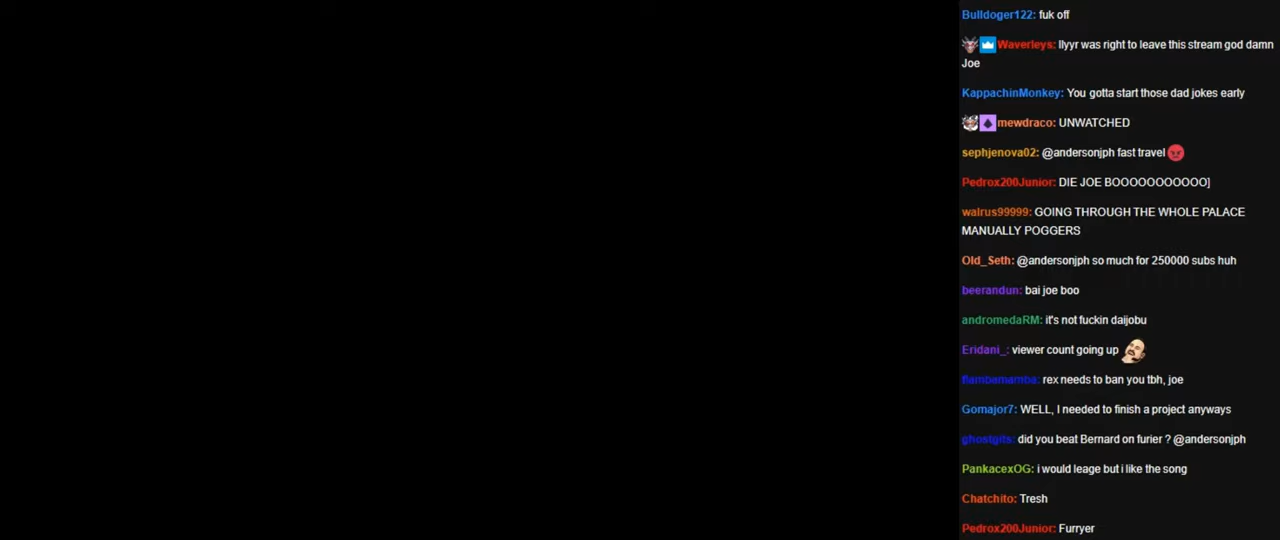 Bulldoger122: fuk off
Waverleys: llyyr was right to leave this stream god damn
Joe
KappachinMonkey: You gotta start those dad jokes early
mewdraco: UNWATCHED
sephjenova02: @andersonjph fast travel
Pedrox200Junior: DIE JOE BOOOOOOOOOOO]
walrus99999: GOING THROUGH THE WHOLE PALACE
MANUALLY POGGERS
Old_Seth: @andersonjph so much for 250000 subs huh
beerandun: bai joe boo
andromedaRM: it's not fuckin daijobu
Eridani_: viewer count going up
flambamamba: rex needs to ban you tbh, joe
Gomajor7: WELL, I needed to finish a project anyways
ghostgits: did you beat Bernard on furier ? @andersonjph
PankacexOG: i would leage but i like the song
Chatchito: Tresh
Pedrox200Junior: Furryer